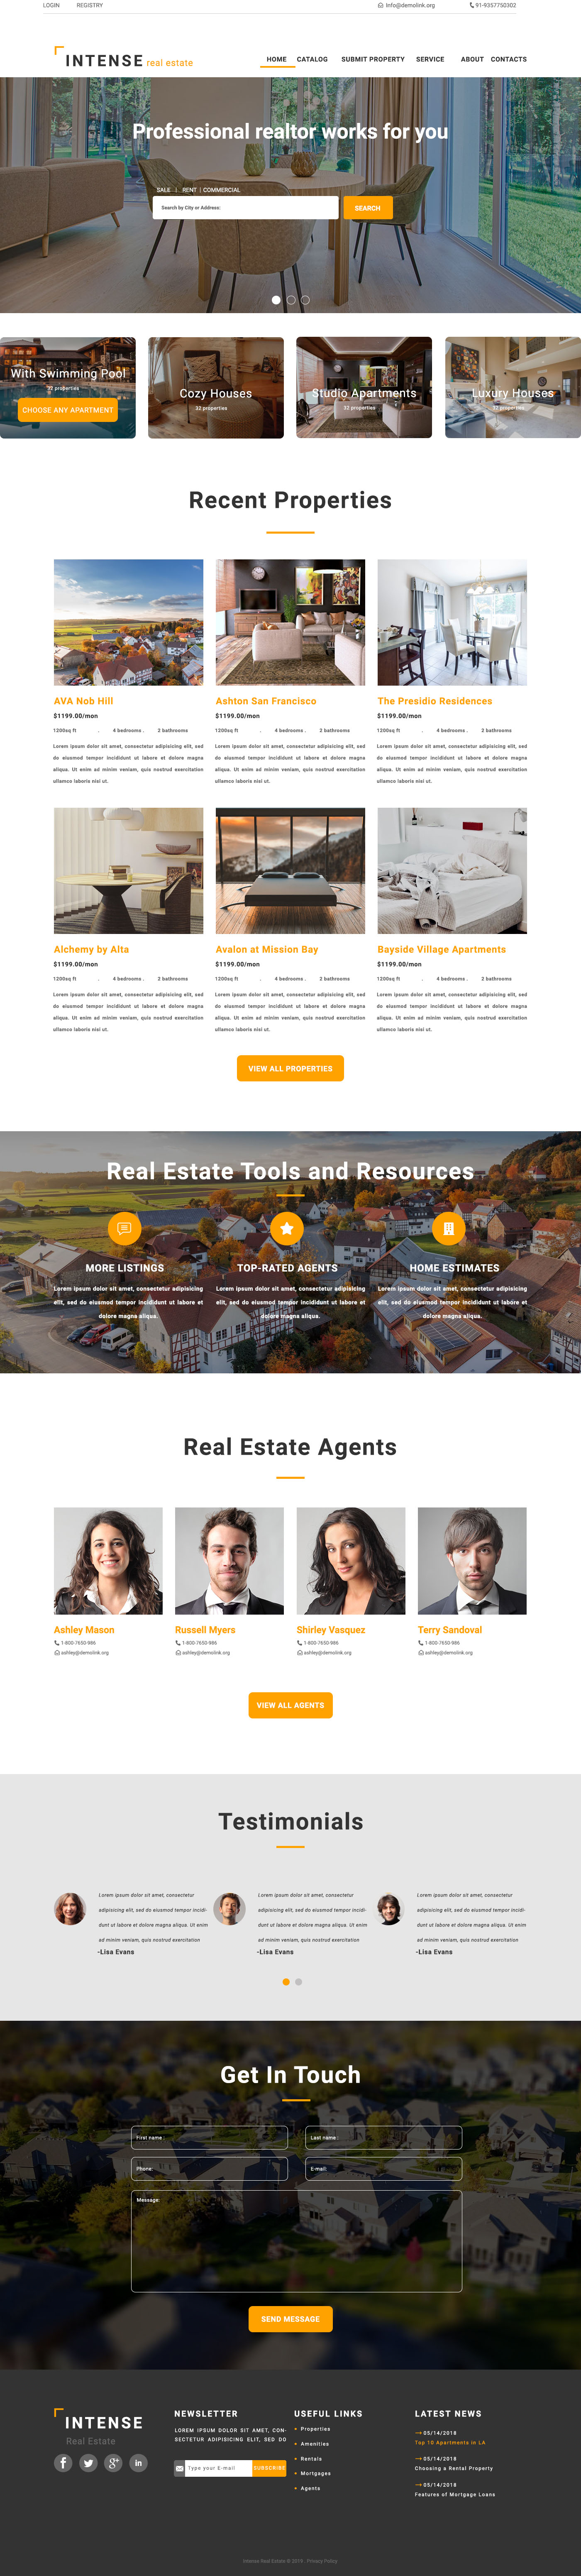 LOGIN REGISTRY info@demolink.org 91-9357750302
INTENSE real estate
HOME CATALOG SUBMIT PROPERTY SERVICE ABOUT CONTACTS
Professional realtor works for you
SALE | RENT | COMMERCIAL
Search by City or Address: SEARCH
With Swimming Pool
32 properties
CHOOSE ANY APARTMENT
Cozy Houses
32 properties
Studio Apartments
32 properties
Luxury Houses
32 properties
Recent Properties
AVA Nob Hill
$1199.00/mon
1200sq ft . 4 bedrooms . 2 bathrooms
Lorem ipsum dolor sit amet, consectetur adipisicing elit, sed
do eiusmod tempor incididunt ut labore et dolore magna
aliqua. Ut enim ad minim veniam, quis nostrud exercitation
ullamco laboris nisi ut.
Ashton San Francisco
$1199.00/mon
1200sq ft . 4 bedrooms . 2 bathrooms
Lorem ipsum dolor sit amet, consectetur adipisicing elit, sed
do eiusmod tempor incididunt ut labore et dolore magna
aliqua. Ut enim ad minim veniam, quis nostrud exercitation
ullamco laboris nisi ut.
The Presidio Residences
$1199.00/mon
1200sq ft . 4 bedrooms . 2 bathrooms
Lorem ipsum dolor sit amet, consectetur adipisicing elit, sed
do eiusmod tempor incididunt ut labore et dolore magna
aliqua. Ut enim ad minim veniam, quis nostrud exercitation
ullamco laboris nisi ut.
Alchemy by Alta
$1199.00/mon
1200sq ft . 4 bedrooms . 2 bathrooms
Lorem ipsum dolor sit amet, consectetur adipisicing elit, sed
do eiusmod tempor incididunt ut labore et dolore magna
aliqua. Ut enim ad minim veniam, quis nostrud exercitation
ullamco laboris nisi ut.
Avalon at Mission Bay
$1199.00/mon
1200sq ft . 4 bedrooms . 2 bathrooms
Lorem ipsum dolor sit amet, consectetur adipisicing elit, sed
do eiusmod tempor incididunt ut labore et dolore magna
aliqua. Ut enim ad minim veniam, quis nostrud exercitation
ullamco laboris nisi ut.
Bayside Village Apartments
$1199.00/mon
1200sq ft . 4 bedrooms . 2 bathrooms
Lorem ipsum dolor sit amet, consectetur adipisicing elit, sed
do eiusmod tempor incididunt ut labore et dolore magna
aliqua. Ut enim ad minim veniam, quis nostrud exercitation
ullamco laboris nisi ut.
VIEW ALL PROPERTIES
Real Estate Tools and Resources
MORE LISTINGS
Lorem ipsum dolor sit amet, consectetur adipisicing
elit, sed do eiusmod tempor incididunt ut labore et
dolore magna aliqua.
TOP-RATED AGENTS
Lorem ipsum dolor sit amet, consectetur adipisicing
elit, sed do eiusmod tempor incididunt ut labore et
dolore magna aliqua.
HOME ESTIMATES
Lorem ipsum dolor sit amet, consectetur adipisicing
elit, sed do eiusmod tempor incididunt ut labore et
dolore magna aliqua.
Real Estate Agents
Ashley Mason
1-800-7650-986
ashley@demolink.org
Russell Myers
1-800-7650-986
ashley@demolink.org
Shirley Vasquez
1-800-7650-986
ashley@demolink.org
Terry Sandoval
1-800-7650-986
ashley@demolink.org
VIEW ALL AGENTS
Testimonials
Lorem ipsum dolor sit amet, consectetur
adipisicing elit, sed do eiusmod tempor incidi-
dunt ut labore et dolore magna aliqua. Ut enim
ad minim veniam, quis nostrud exercitation
-Lisa Evans
Lorem ipsum dolor sit amet, consectetur
adipisicing elit, sed do eiusmod tempor incidi-
dunt ut labore et dolore magna aliqua. Ut enim
ad minim veniam, quis nostrud exercitation
-Lisa Evans
Lorem ipsum dolor sit amet, consectetur
adipisicing elit, sed do eiusmod tempor incidi-
dunt ut labore et dolore magna aliqua. Ut enim
ad minim veniam, quis nostrud exercitation
-Lisa Evans
Get In Touch
First name : Last name :
Phone: E-mail:
Message:
SEND MESSAGE
INTENSE
Real Estate
NEWSLETTER
LOREM IPSUM DOLOR SIT AMET, CON-
SECTETUR ADIPISICING ELIT, SED DO
Type your E-mail SUBSCRIBE
USEFUL LINKS
Properties
Amenities
Rentals
Mortgages
Agents
LATEST NEWS
05/14/2018
Top 10 Apartments in LA
05/14/2018
Choosing a Rental Property
05/14/2018
Features of Mortgage Loans
Intense Real Estate © 2019 . Privacy Policy